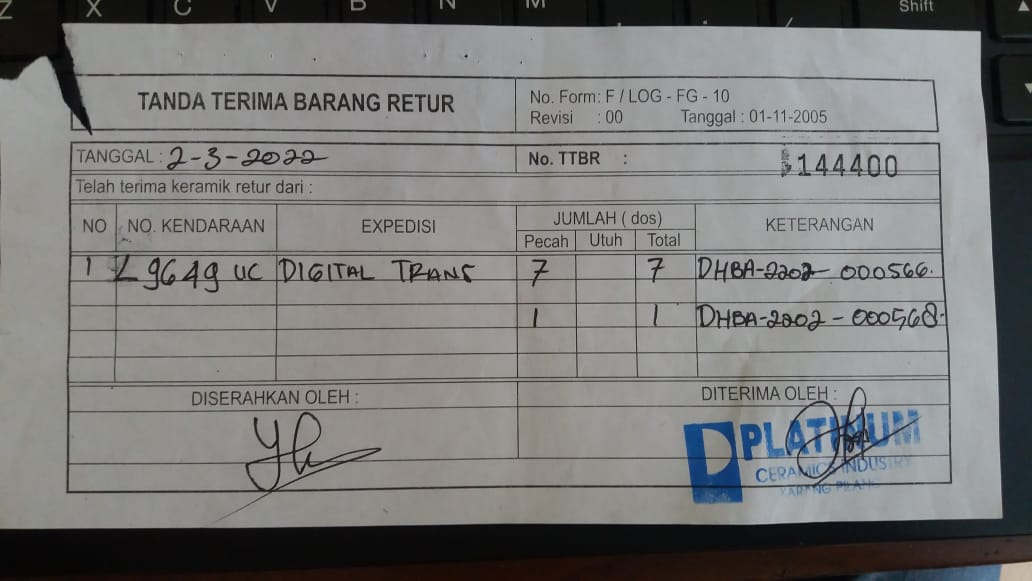 Z X C V B N M Shift
TANDA TERIMA BARANG RETUR
No. Form: F / LOG - FG - 10
Revisi : 00 Tanggal : 01-11-2005
TANGGAL : 2-3-2022
No. TTBR : 144400
Telah terima keramik retur dari :
NO NO. KENDARAAN EXPEDISI JUMLAH ( dos) KETERANGAN
Pecah Utuh Total
1 L 9649 UC DIGITAL TRANS 7 7 DHBA-2202-000566.
1 1 DHBA-2202-000568.
DISERAHKAN OLEH : DITERIMA OLEH :
PLATINUM
CERAMICS INDUSTRY
KARANG PILANG